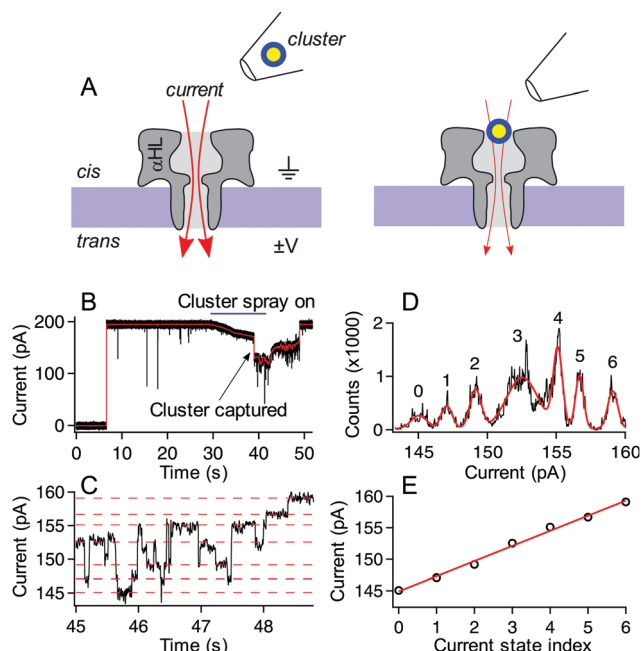 A
cluster
current
αHL
cis
trans
±V
B
Cluster spray on
Cluster captured
Current (pA)
200
100
0
0 10 20 30 40 50
Time (s)
D
Counts (x1000)
2
1
0
0 1 2 3 4 5 6
145 150 155 160
Current (pA)
C
Current (pA)
160
155
150
145
45 46 47 48
Time (s)
E
Current (pA)
160
155
150
145
0 1 2 3 4 5 6
Current state index